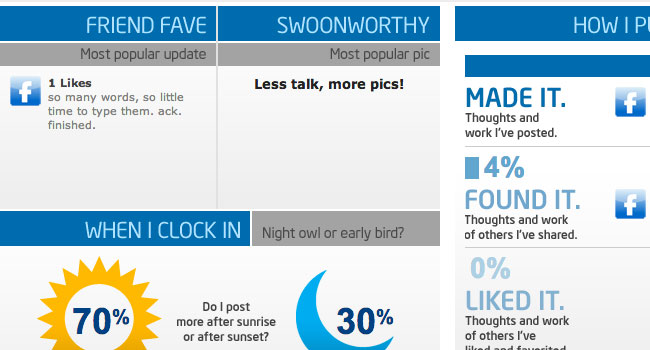 FRIEND FAVE
Most popular update
1 Likes
so many words, so little
time to type them. ack.
finished.
SWOONWORTHY
Most popular pic
Less talk, more pics!
WHEN I CLOCK IN
Night owl or early bird?
70%
Do I post
more after sunrise
or after sunset?
30%
HOW I
MADE IT.
Thoughts and
work I've posted.
4%
FOUND IT.
Thoughts and work
of others I've shared.
0%
LIKED IT.
Thoughts and work
of others I've
liked and favorited